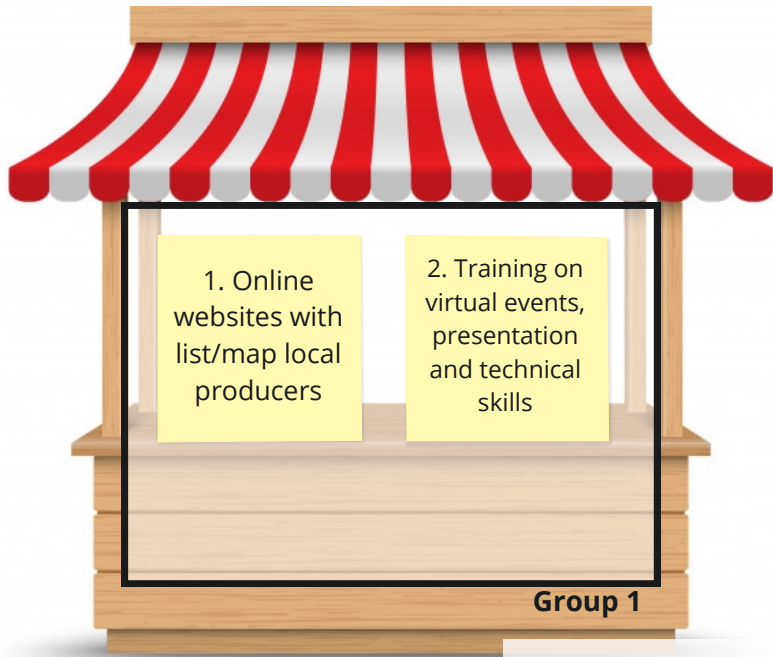 1. Online
websites with
list/map local
producers
2. Training on
virtual events,
presentation
and technical
skills
Group 1